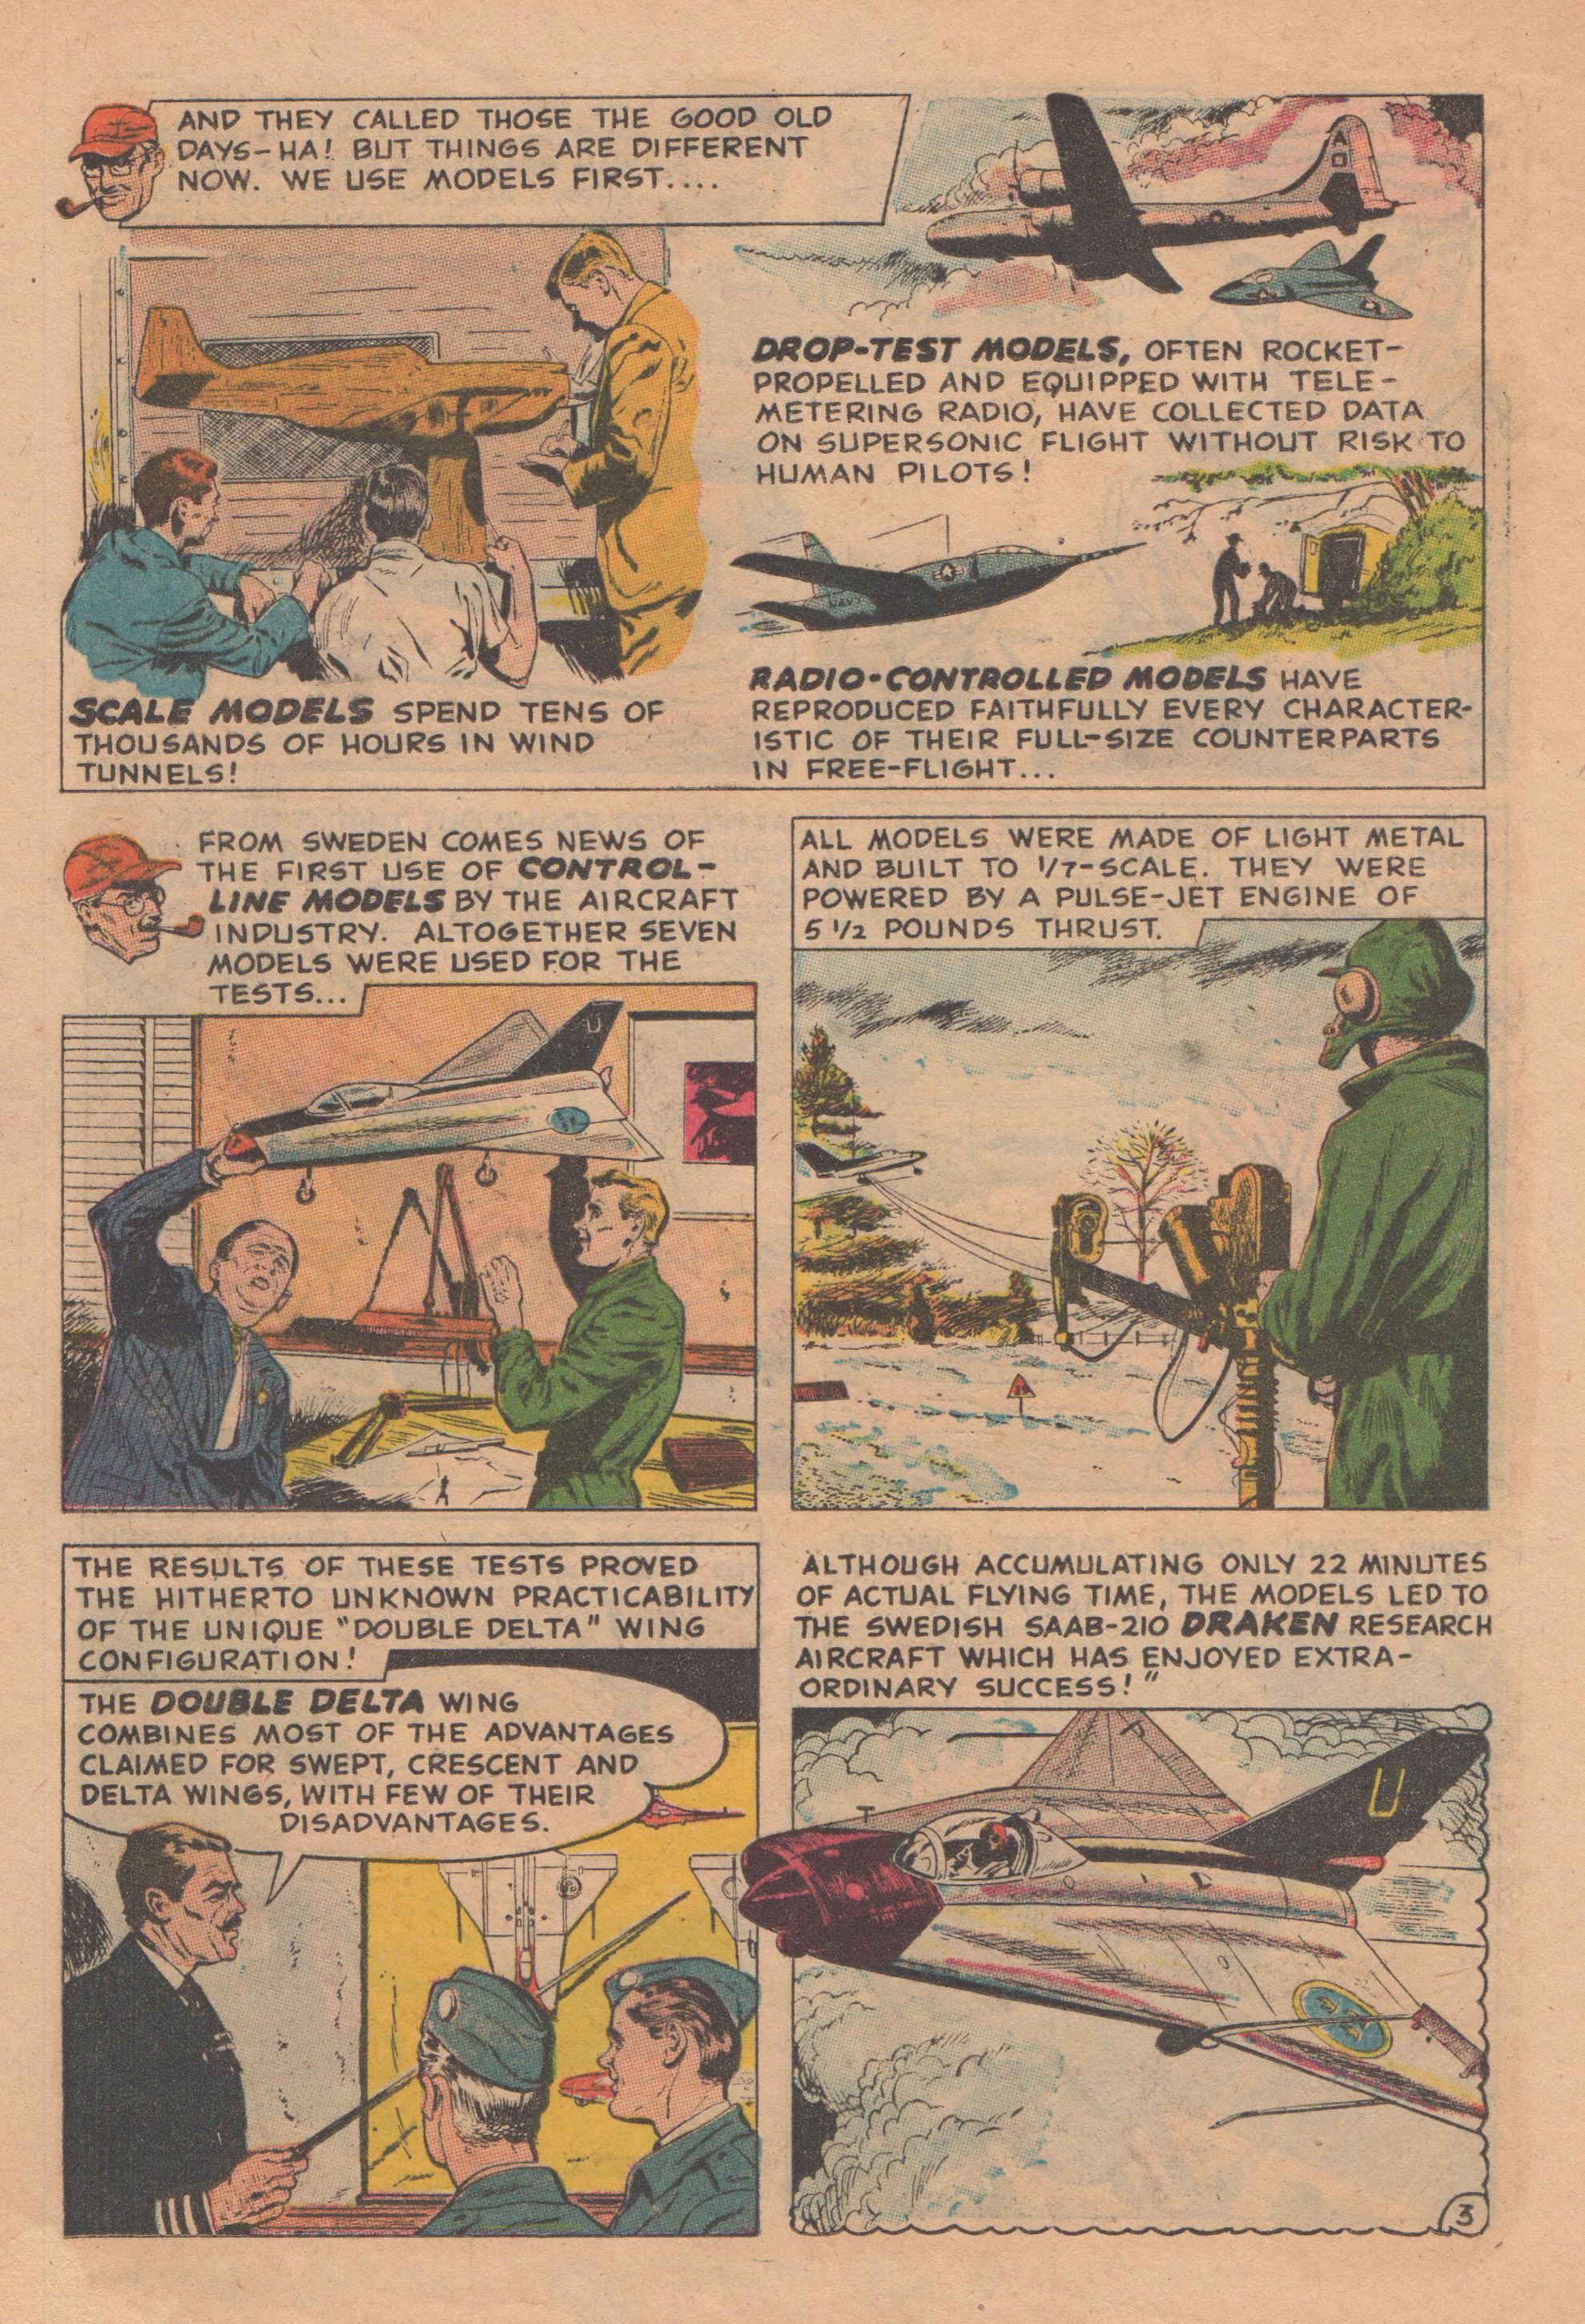 AND THEY CALLED THOSE THE GOOD OLD
DAYS-HA! BUT THINGS ARE DIFFERENT
NOW. WE USE MODELS FIRST....
SCALE MODELS SPEND TENS OF
THOUSANDS OF HOURS IN WIND
TUNNELS!
DROP-TEST MODELS, OFTEN ROCKET-
PROPELLED AND EQUIPPED WITH TELE-
METERING RADIO, HAVE COLLECTED DATA
ON SUPERSONIC FLIGHT WITHOUT RISK TO
HUMAN PILOTS!
RADIO-CONTROLLED MODELS HAVE
REPRODUCED FAITHFULLY EVERY CHARACTER-
ISTIC OF THEIR FULL-SIZE COUNTERPARTS
IN FREE-FLIGHT...
FROM SWEDEN COMES NEWS OF
THE FIRST USE OF CONTROL-
LINE MODELS BY THE AIRCRAFT
INDUSTRY. ALTOGETHER SEVEN
MODELS WERE USED FOR THE
TESTS...
U
ALL MODELS WERE MADE OF LIGHT METAL
AND BUILT TO 1/7-SCALE. THEY WERE
POWERED BY A PULSE-JET ENGINE OF
5 1/2 POUNDS THRUST.
THE RESULTS OF THESE TESTS PROVED
THE HITHERTO UNKNOWN PRACTICABILITY
OF THE UNIQUE "DOUBLE DELTA" WING
CONFIGURATION!
THE DOUBLE DELTA WING
COMBINES MOST OF THE ADVANTAGES
CLAIMED FOR SWEPT, CRESCENT AND
DELTA WINGS, WITH FEW OF THEIR
DISADVANTAGES.
ALTHOUGH ACCUMULATING ONLY 22 MINUTES
OF ACTUAL FLYING TIME, THE MODELS LED TO
THE SWEDISH SAAB-210 DRAKEN RESEARCH
AIRCRAFT WHICH HAS ENJOYED EXTRA-
ORDINARY SUCCESS!"
U
3